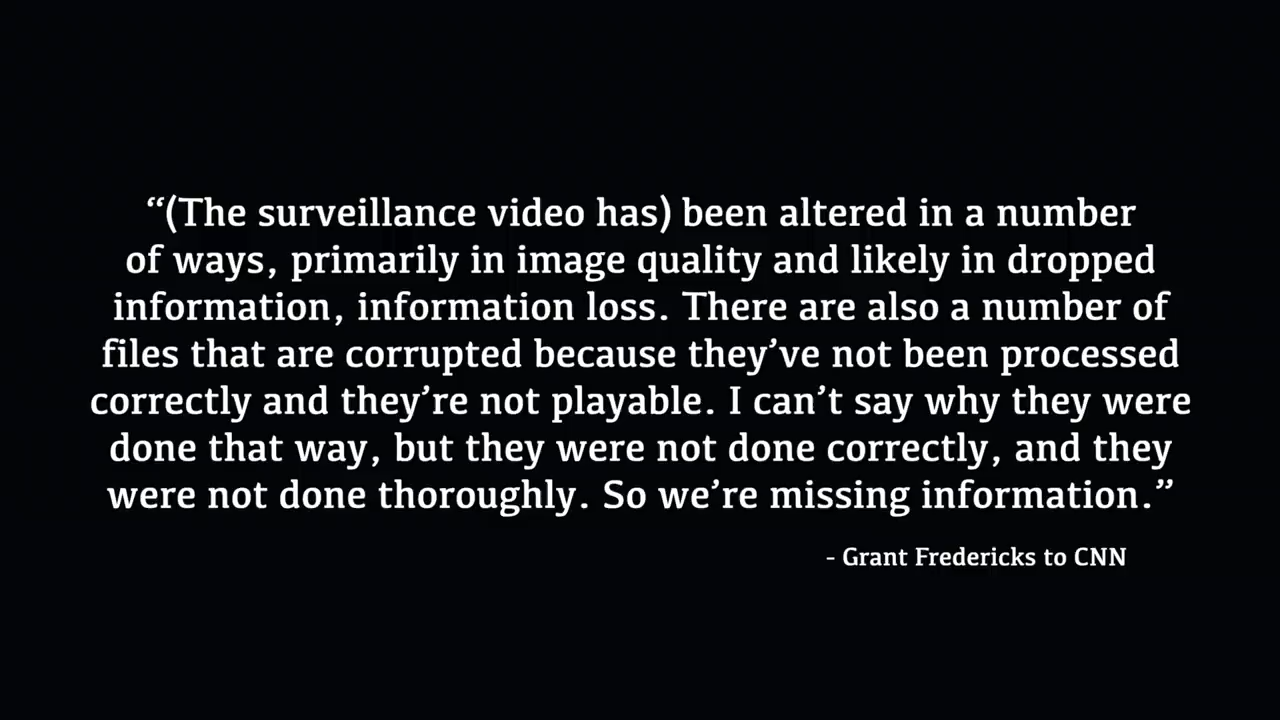 “(The surveillance video has) been altered in a number
of ways, primarily in image quality and likely in dropped
information, information loss. There are also a number of
files that are corrupted because they’ve not been processed
correctly and they’re not playable. I can’t say why they were
done that way, but they were not done correctly, and they
were not done thoroughly. So we’re missing information.”
- Grant Fredericks to CNN